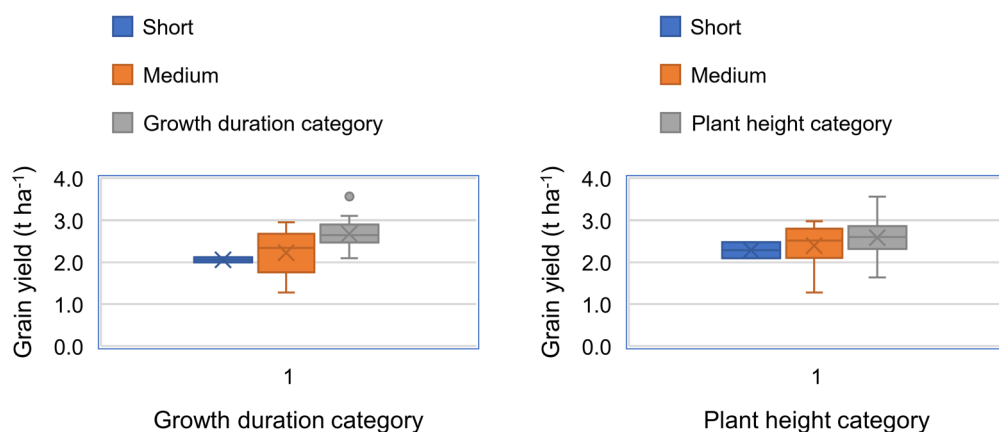 Short
Medium
Growth duration category
Grain yield (t ha⁻¹)
4.0
3.0
2.0
1.0
0.0
1
Growth duration category
Short
Medium
Plant height category
Grain yield (t ha⁻¹)
4.0
3.0
2.0
1.0
0.0
1
Plant height category